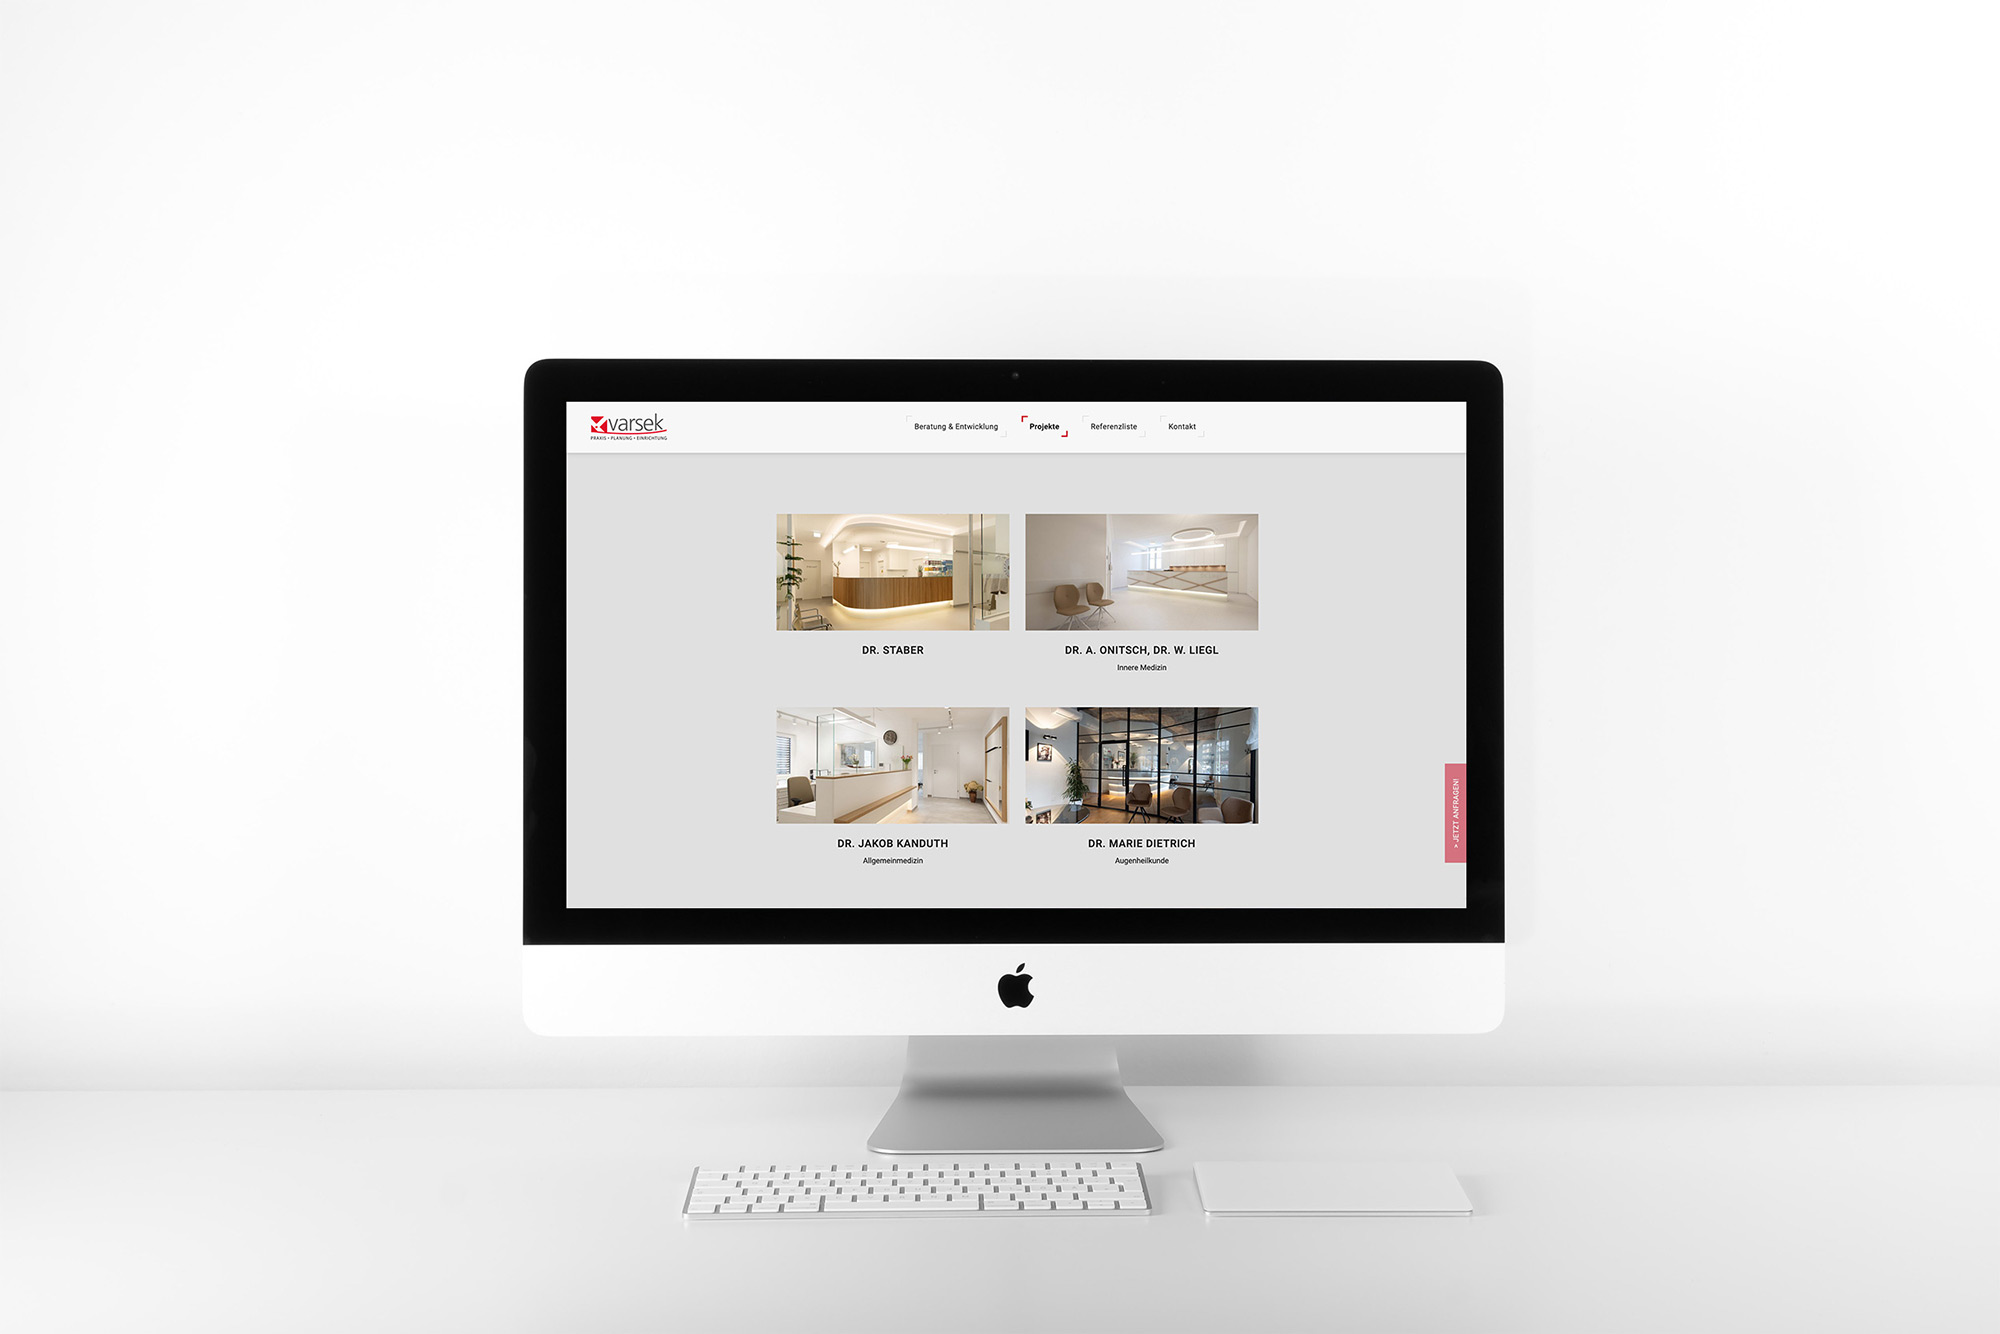 varsek
PRAXIS • PLANUNG • EINRICHTUNG
Beratung & Entwicklung
Projekte
Referenzliste
Kontakt
DR. STABER
DR. A. ONITSCH, DR. W. LIEGL
Innere Medizin
DR. JAKOB KANDUTH
Allgemeinmedizin
DR. MARIE DIETRICH
Augenheilkunde
> JETZT ANFRAGEN!